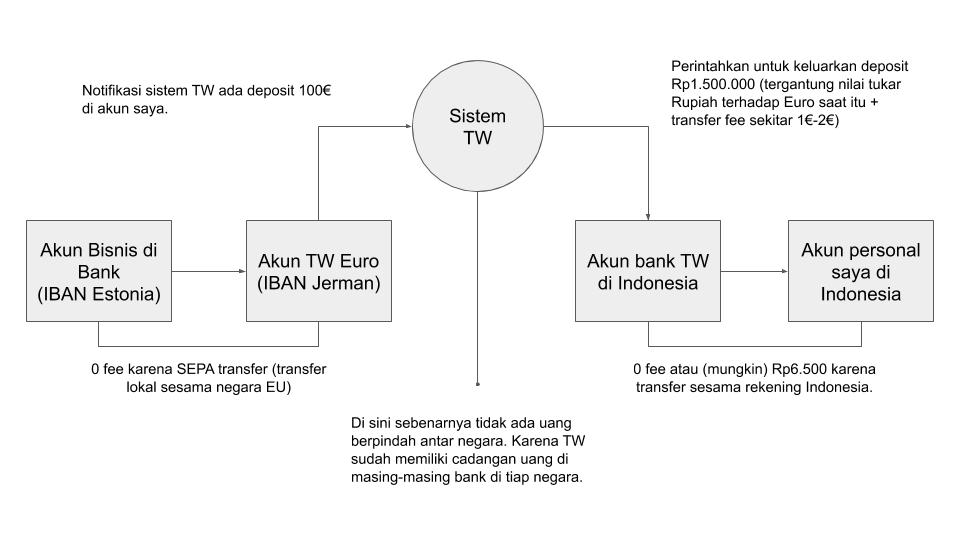 Notifikasi sistem TW ada deposit 100€
di akun saya.
Sistem
TW
Perintahkan untuk keluarkan deposit
Rp1.500.000 (tergantung nilai tukar
Rupiah terhadap Euro saat itu +
transfer fee sekitar 1€-2€)
Akun Bisnis di
Bank
(IBAN Estonia)
Akun TW Euro
(IBAN Jerman)
Akun bank TW
di Indonesia
Akun personal
saya di
Indonesia
0 fee karena SEPA transfer (transfer
lokal sesama negara EU)
0 fee atau (mungkin) Rp6.500 karena
transfer sesama rekening Indonesia.
Di sini sebenarnya tidak ada uang
berpindah antar negara. Karena TW
sudah memiliki cadangan uang di
masing-masing bank di tiap negara.